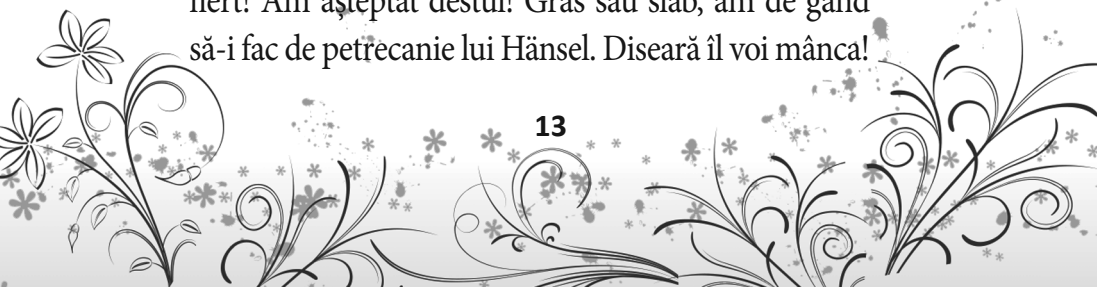 fiert! Am așteptat destul! Gras sau slab, am de gând
să-i fac de petrecanie lui Hänsel. Diseară îl voi mânca!
13